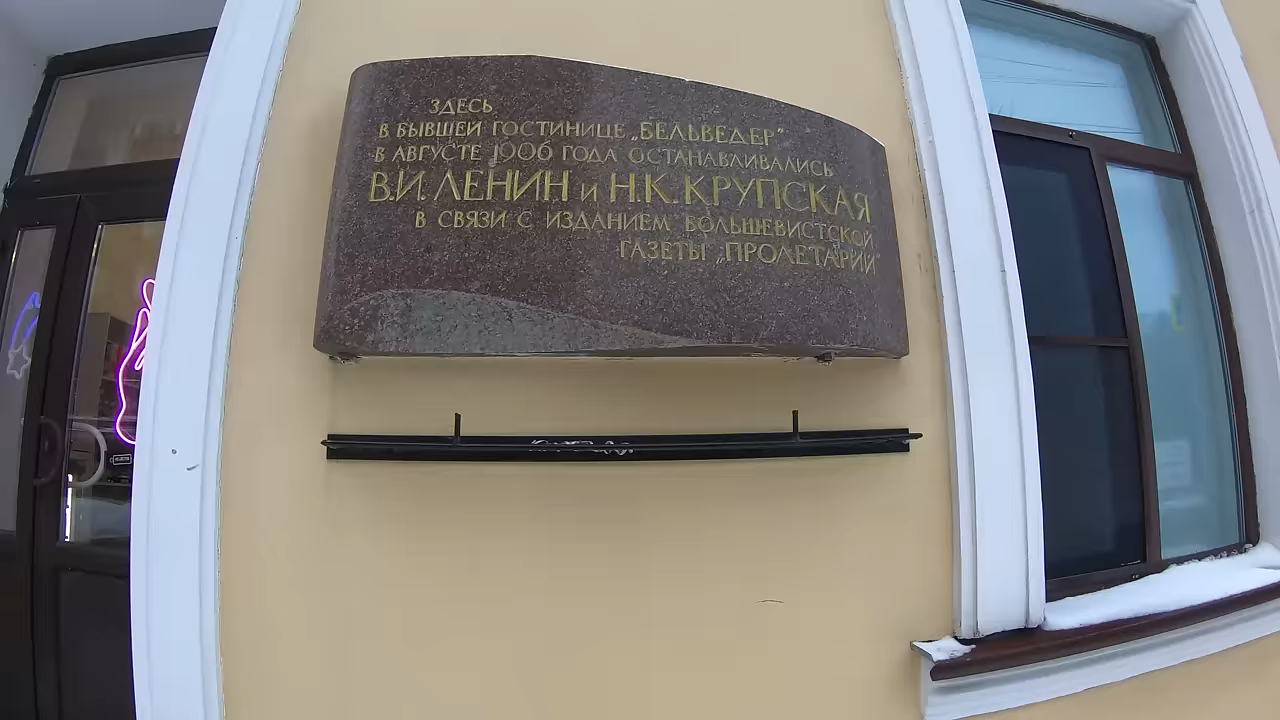 ЗДЕСЬ
В БЫВШЕЙ ГОСТИНИЦЕ „БЕЛЬВЕДЕР“
В АВГУСТЕ 1906 ГОДА ОСТАНАВЛИВАЛИСЬ
В.И. ЛЕНИН и Н.К. КРУПСКАЯ
В СВЯЗИ С ИЗДАНИЕМ БОЛЬШЕВИСТСКОЙ
ГАЗЕТЫ „ПРОЛЕТАРИЙ“